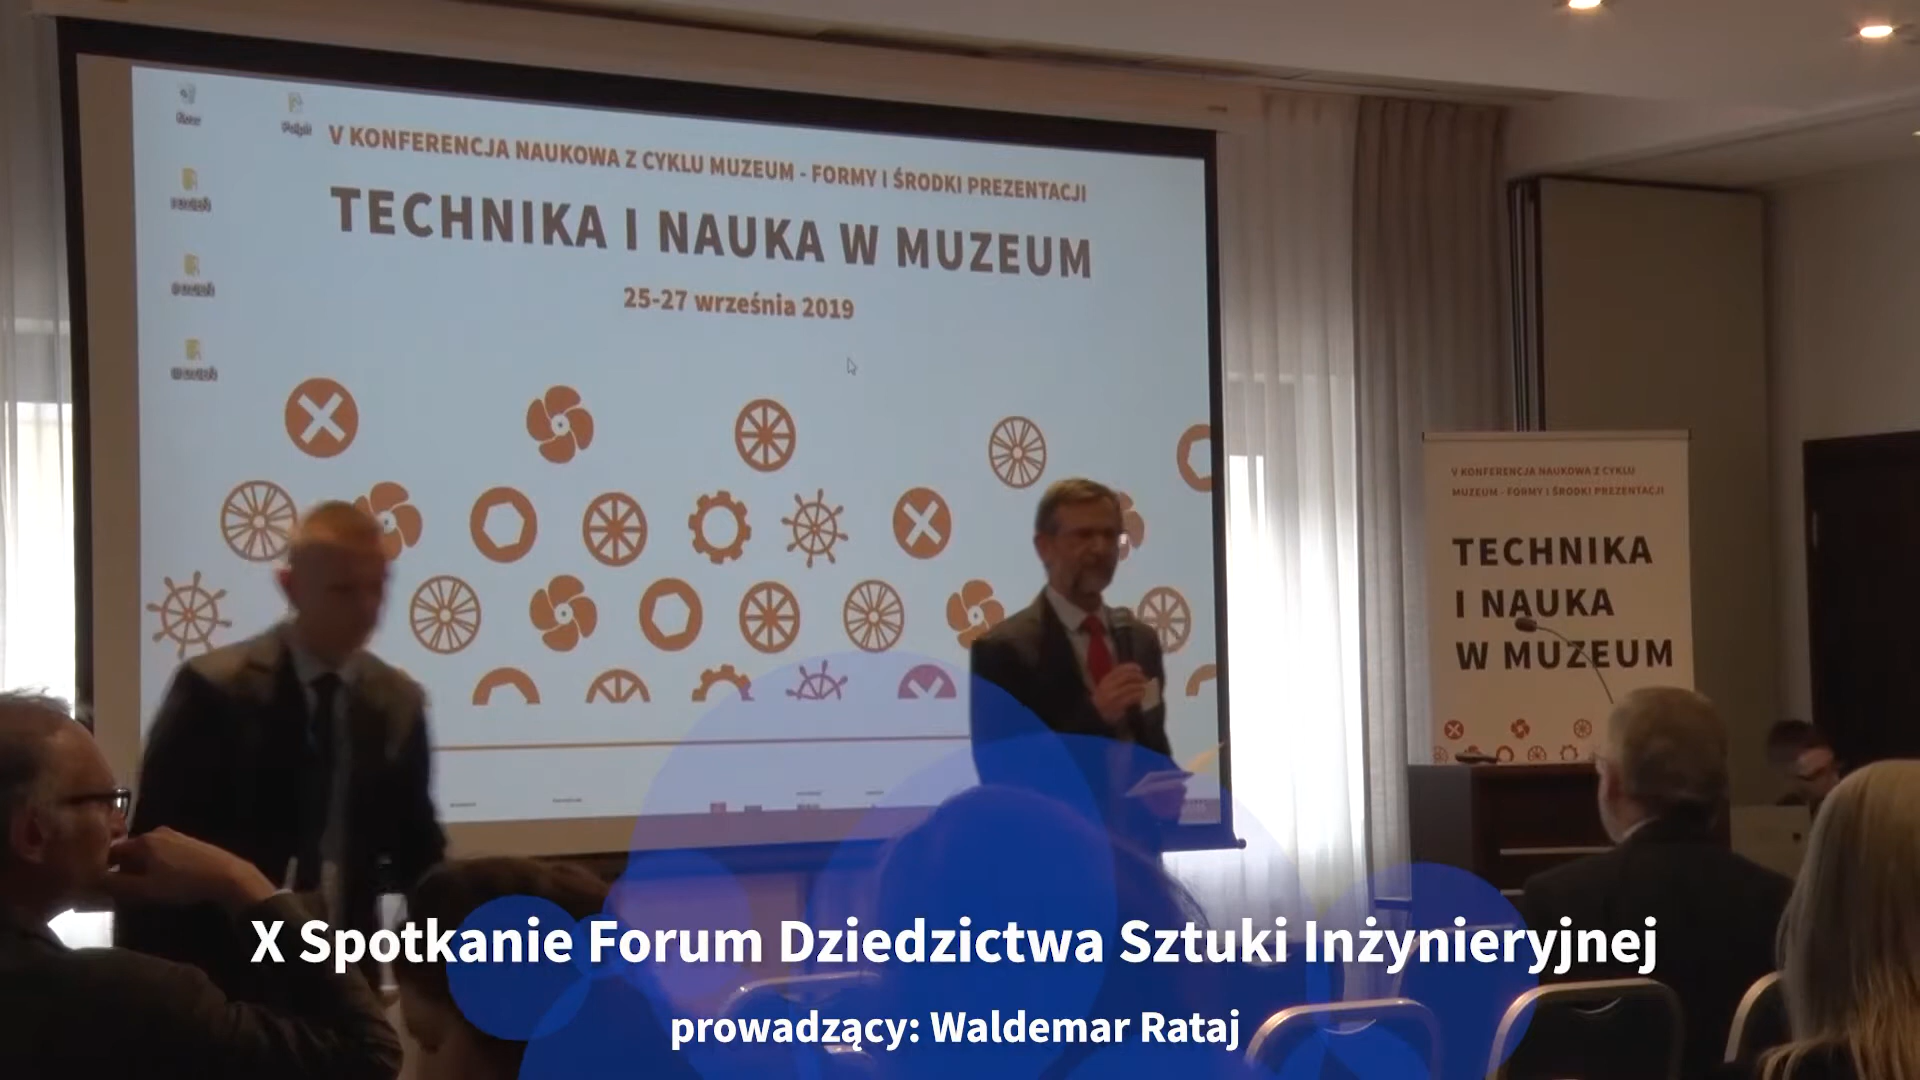 V KONFERENCJA NAUKOWA Z CYKLU MUZEUM - FORMY I ŚRODKI PREZENTACJI
TECHNIKA I NAUKA W MUZEUM
25-27 września 2019
V KONFERENCJA NAUKOWA Z CYKLU
MUZEUM - FORMY I ŚRODKI PREZENTACJI
TECHNIKA
I NAUKA
W MUZEUM
X Spotkanie Forum Dziedzictwa Sztuki Inżynieryjnej
prowadzący: Waldemar Rataj